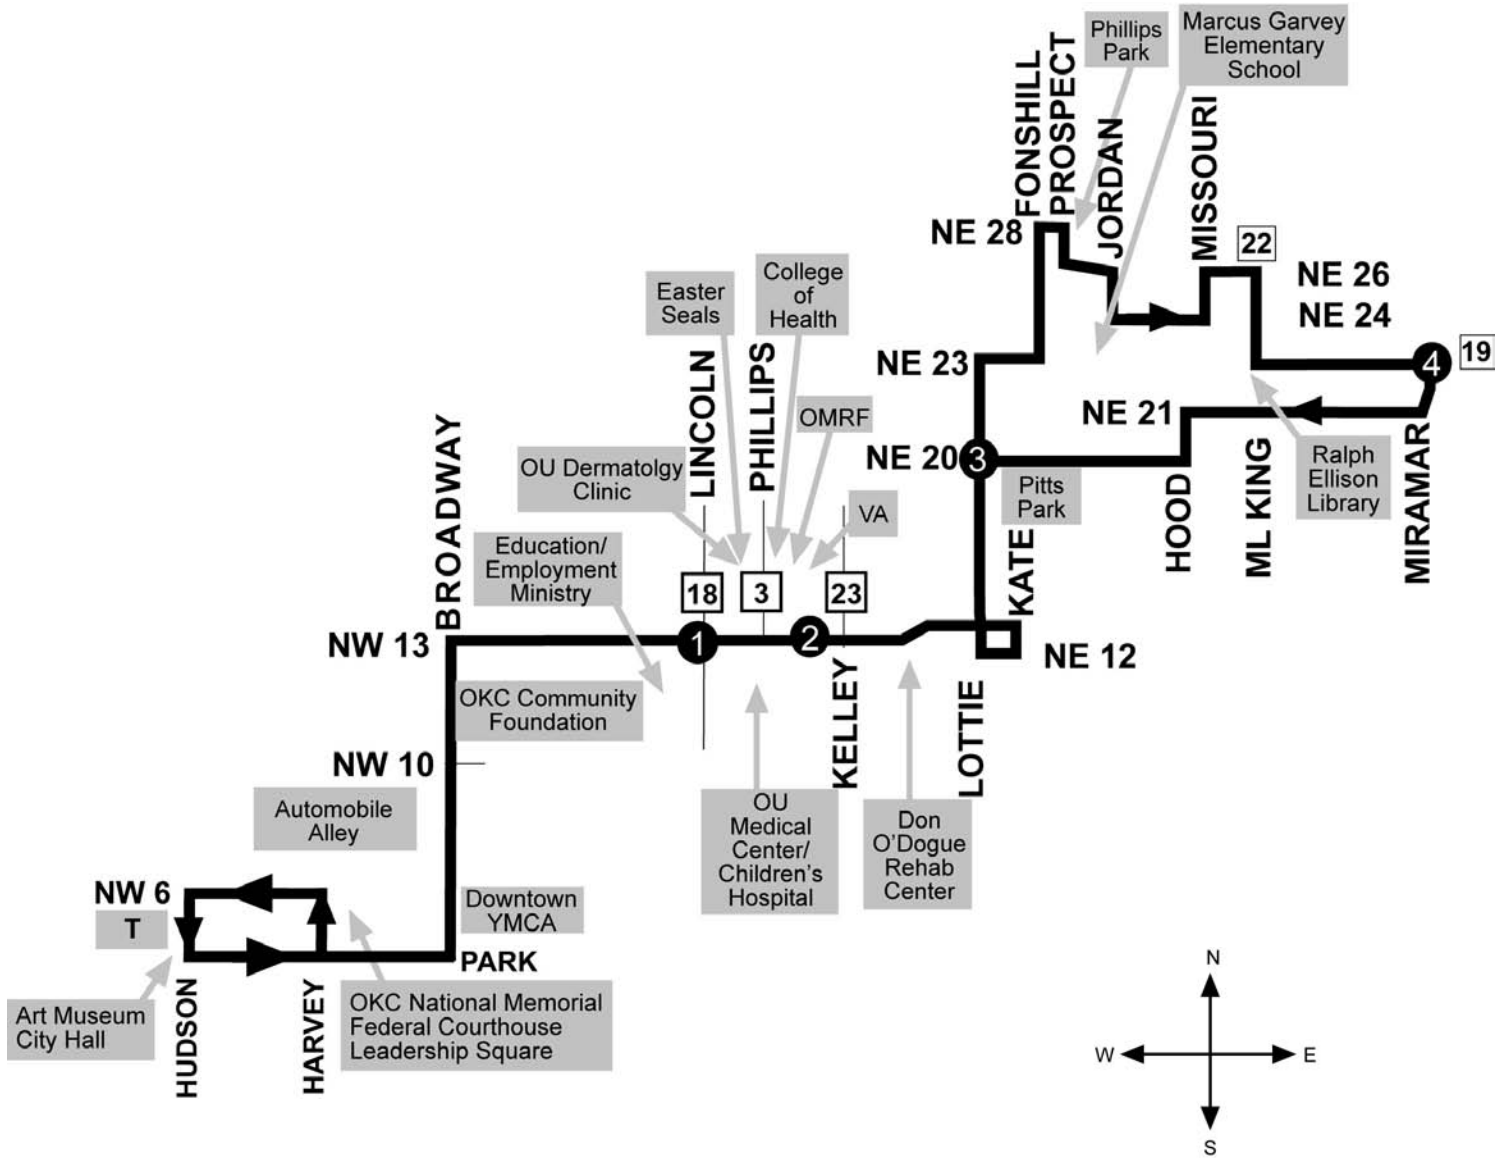 Phillips
Park
Marcus Garvey
Elementary
School
FONSHILL
PROSPECT
JORDAN
MISSOURI
NE 28
22
NE 26
NE 24
19
4
Easter
Seals
College
of
Health
LINCOLN
PHILLIPS
NE 23
OMRF
NE 21
BROADWAY
OU Dermatolgy
Clinic
NE 20
3
Pitts
Park
HOOD
ML KING
Ralph
Ellison
Library
MIRAMAR
VA
Education/
Employment
Ministry
18
3
23
KATE
NW 13
1
2
NE 12
OKC Community
Foundation
KELLEY
LOTTIE
NW 10
Automobile
Alley
OU
Medical
Center/
Children's
Hospital
Don
O'Dogue
Rehab
Center
NW 6
T
Downtown
YMCA
PARK
Art Museum
City Hall
HUDSON
HARVEY
OKC National Memorial
Federal Courthouse
Leadership Square
N
W
E
S